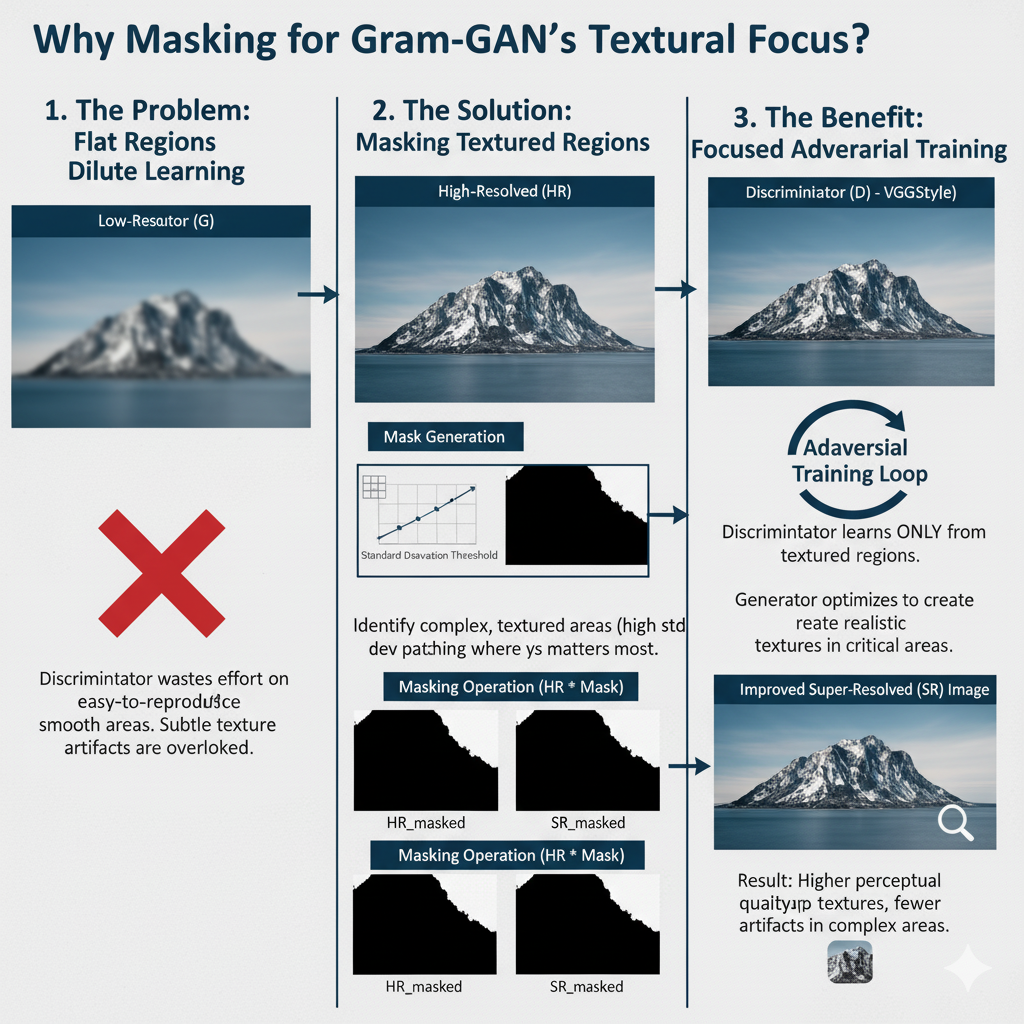 Why Masking for Gram-GAN's Textural Focus?
1. The Problem:
Flat Regions
Dilute Learning
Low-Resautor (G)
Discrimintator wastes effort on
easy-to-reprodufce
smooth areas. Subtle texture
artifacts are overloked.
2. The Solution:
Masking Textured Regions
High-Resolved (HR)
Mask Generation
Standard Dsavation Threshold
Identify complex, textured areas (high std
dev patching where ys matters most.
Masking Operation (HR * Mask)
HR_masked
SR_masked
Masking Operation (HR * Mask)
HR_masked
SR_masked
3. The Benefit:
Focused Adverarial Training
Discriminiator (D) - VGGStyle)
Adaversial
Training Loop
Discrimintator learns ONLY from
textured regions.
Generator optimizes to create
reate realistic
textures in critical areas.
Improved Super-Resolved (SR) Image
Result: Higher perceptual
textures, fewer
artifacts in complex areas.